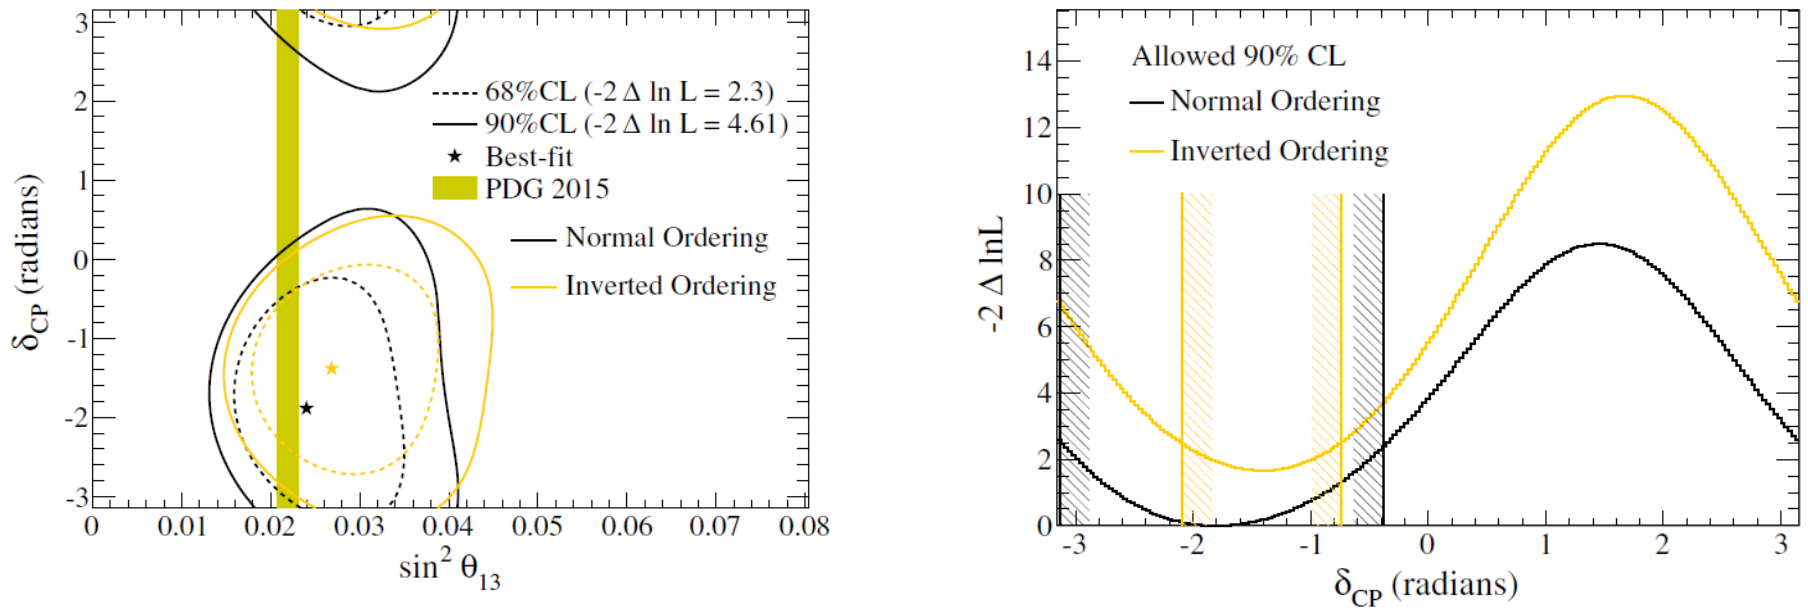 3
2
1
0
-1
-2
-3
δCP (radians)
68%CL (-2 Δ ln L = 2.3)
90%CL (-2 Δ ln L = 4.61)
Best-fit
PDG 2015
Normal Ordering
Inverted Ordering
0 0.01 0.02 0.03 0.04 0.05 0.06 0.07 0.08
sin² θ13
14
12
10
8
6
4
2
0
-2 Δ lnL
Allowed 90% CL
Normal Ordering
Inverted Ordering
-3 -2 -1 0 1 2 3
δCP (radians)